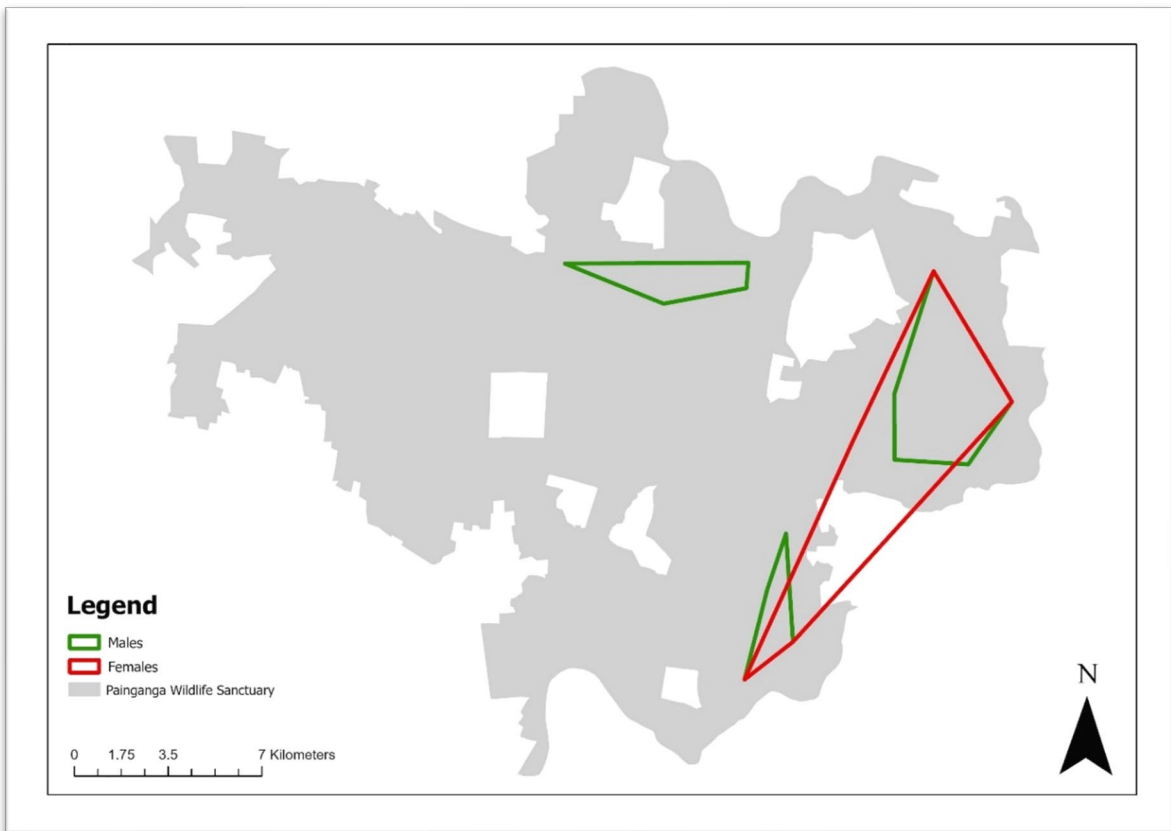 Legend
Males
Females
Painganga Wildlife Sanctuary
0 1.75 3.5 7 Kilometers
N